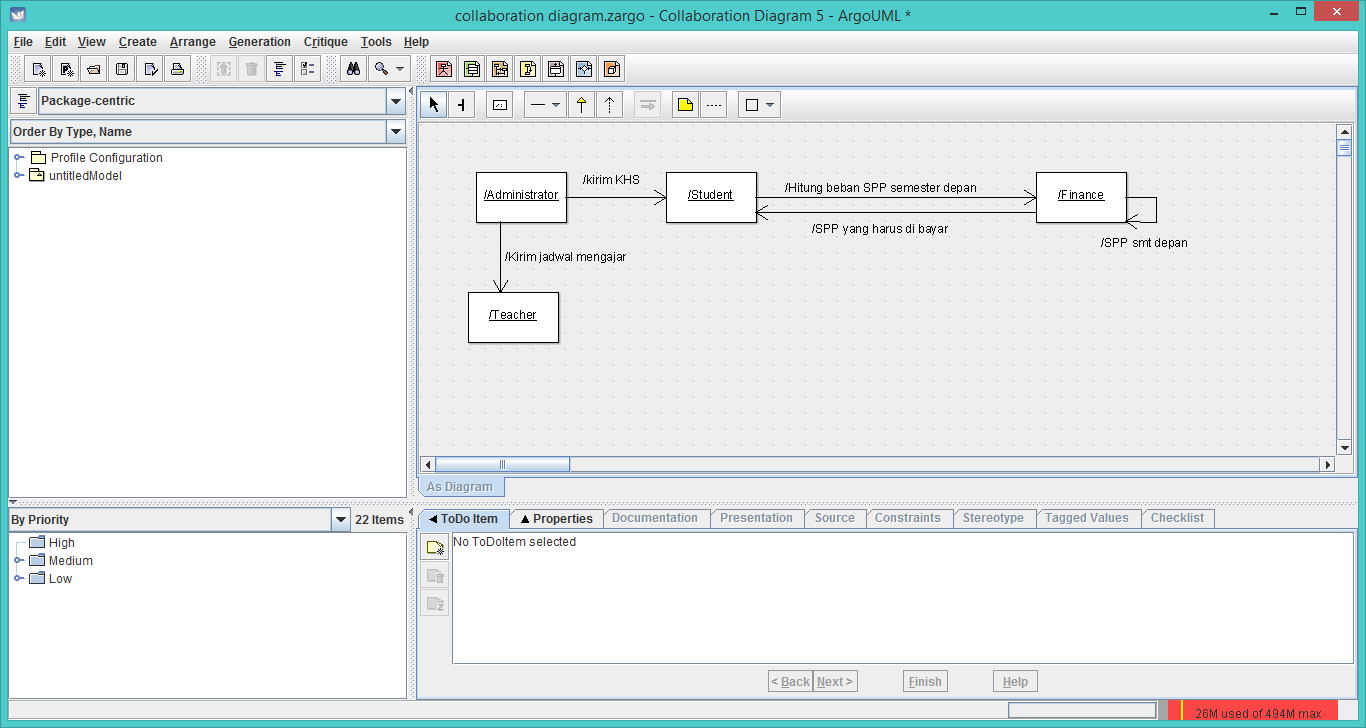 collaboration diagram.zargo - Collaboration Diagram 5 - ArgoUML *
File Edit View Create Arrange Generation Critique Tools Help
Package-centric
Order By Type, Name
Profile Configuration
untitledModel
/Administrator
/kirim KHS
/Student
/Hitung beban SPP semester depan
/Finance
/SPP yang harus di bayar
/SPP smt depan
/Kirim jadwal mengajar
/Teacher
As Diagram
By Priority
22 Items
High
Medium
Low
ToDo Item Properties Documentation Presentation Source Constraints Stereotype Tagged Values Checklist
No ToDoItem selected
< Back Next > Finish Help
26M used of 494M max